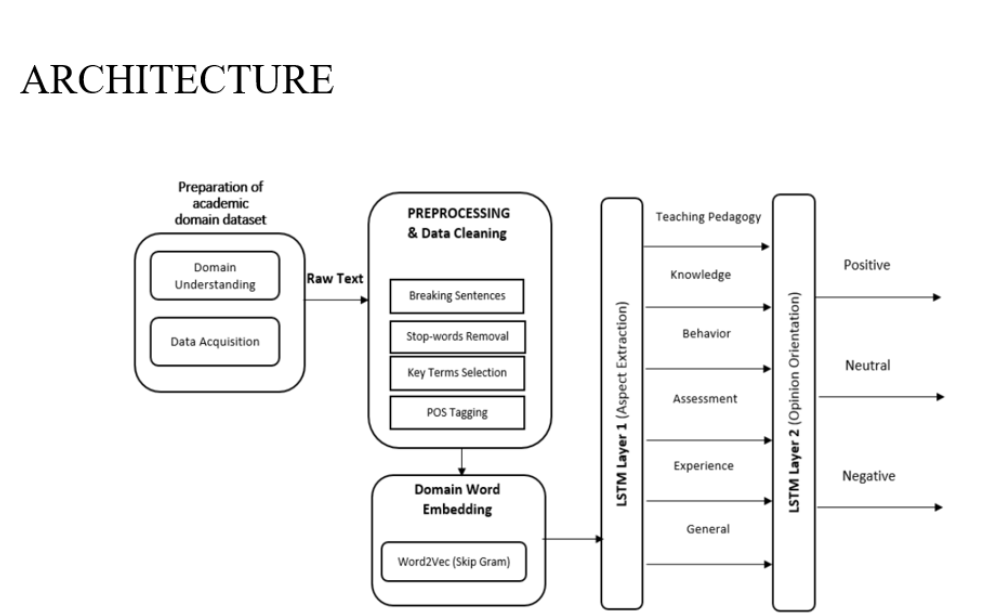 ARCHITECTURE
Preparation of
academic
domain dataset
Domain
Understanding
Data Acquisition
Raw Text
PREPROCESSING
& Data Cleaning
Breaking Sentences
Stop-words Removal
Key Terms Selection
POS Tagging
Domain Word
Embedding
Word2Vec (Skip Gram)
LSTM Layer 1 (Aspect Extraction)
Teaching Pedagogy
Knowledge
Behavior
Assessment
Experience
General
LSTM Layer 2 (Opinion Orientation)
Positive
Neutral
Negative